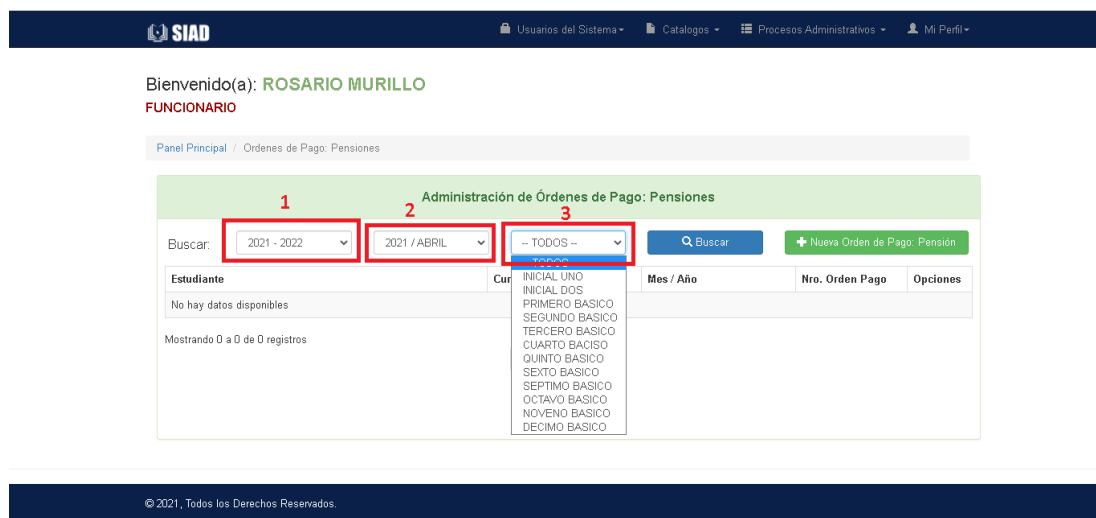 SIAD Usuarios del Sistema Catalogos Procesos Administrativos Mi Perfil
Bienvenido(a): ROSARIO MURILLO
FUNCIONARIO
Panel Principal / Ordenes de Pago: Pensiones
Administración de Órdenes de Pago: Pensiones
1 2 3
Buscar: 2021 - 2022 2021 / ABRIL -- TODOS -- Buscar Nueva Orden de Pago: Pensión
Estudiante Cur Mes / Año Nro. Orden Pago Opciones
No hay datos disponibles
Mostrando 0 a 0 de 0 registros
-- TODOS --
INICIAL UNO
INICIAL DOS
PRIMERO BASICO
SEGUNDO BASICO
TERCERO BASICO
CUARTO BACISO
QUINTO BASICO
SEXTO BASICO
SEPTIMO BASICO
OCTAVO BASICO
NOVENO BASICO
DECIMO BASICO
© 2021, Todos los Derechos Reservados.